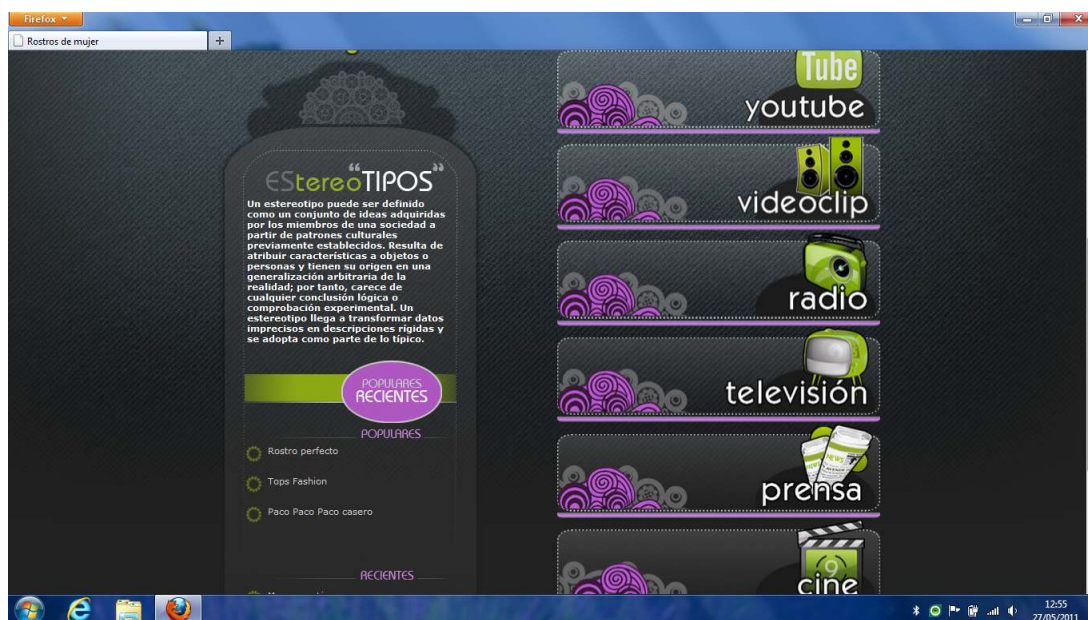 Firefox
Rostros de mujer
EStereo“TIPOS”
Un estereotipo puede ser definido
como un conjunto de ideas adquiridas
por los miembros de una sociedad a
partir de patrones culturales
previamente establecidos. Resulta de
atribuir características a objetos o
personas y tienen su origen en una
generalización arbitraria de la
realidad; por tanto, carece de
cualquier conclusión lógica o
comprobación experimental. Un
estereotipo llega a transformar datos
imprecisos en descripciones rígidas y
se adopta como parte de lo típico.
POPULARES
RECIENTES
POPULARES
Rostro perfecto
Tops Fashion
Paco Paco Paco casero
RECIENTES
Tube
youtube
videoclip
radio
televisión
NEWS
NEWS
prensa
9
cine
12:55
27/05/2011